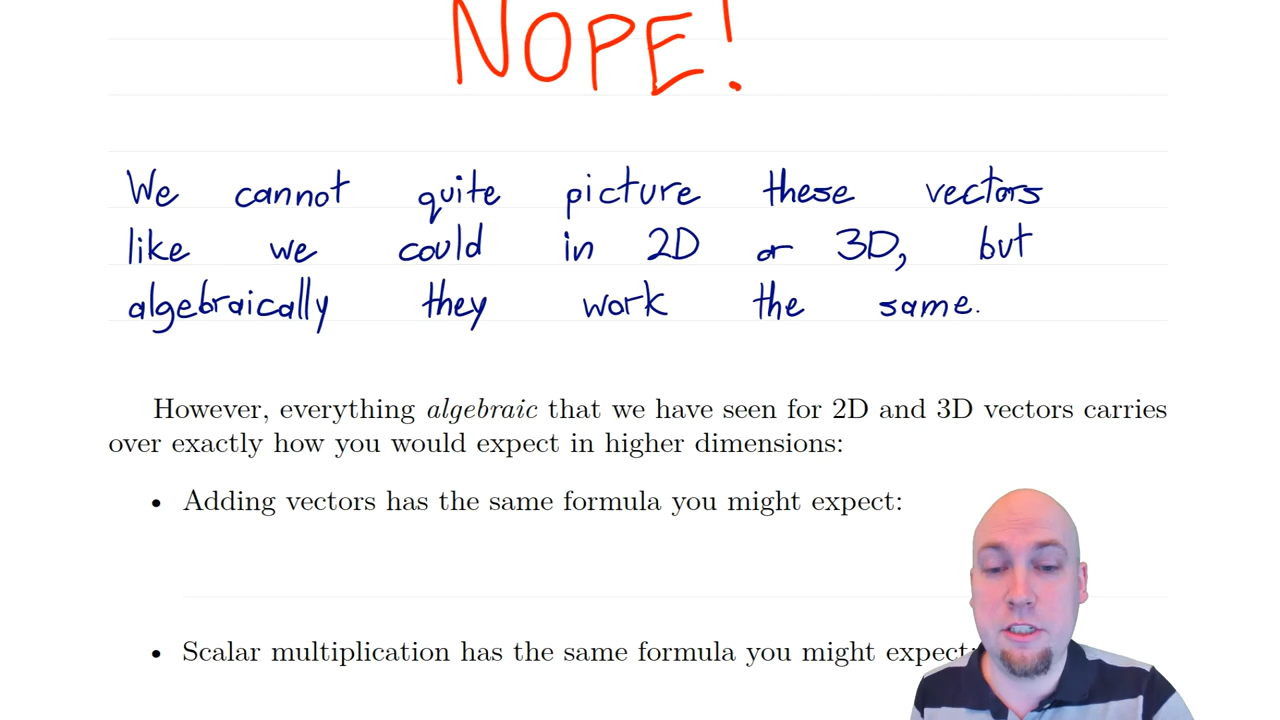 NOPE!
We cannot quite picture these vectors
like we could in 2D or 3D, but
algebraically they work the same.
However, everything algebraic that we have seen for 2D and 3D vectors carries
over exactly how you would expect in higher dimensions:
• Adding vectors has the same formula you might expect:
• Scalar multiplication has the same formula you might expect: